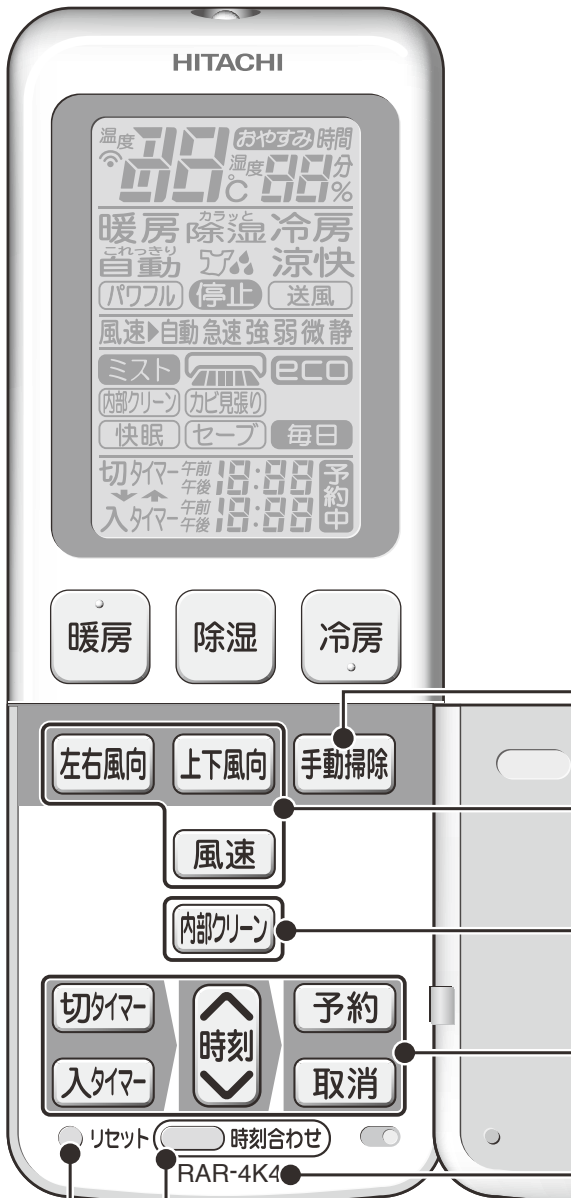 HITACHI
温度 88℃ おやすみ 時間
湿度 88分%
暖房 カラッと除湿 冷房
これっきり自動 涼快
パワフル 停止 送風
風速▶自動急速強弱微静
ミスト eco
内部クリーン カビ見張り
快眠 セーブ 毎日
切タイマー 午前 午後 18:88 予約中
入タイマー 午前 午後 18:88
暖房 除湿 冷房
左右風向 上下風向 手動掃除
風速
内部クリーン
切タイマー 時刻 予約
入タイマー 取消
リセット 時刻合わせ
RAR-4K4